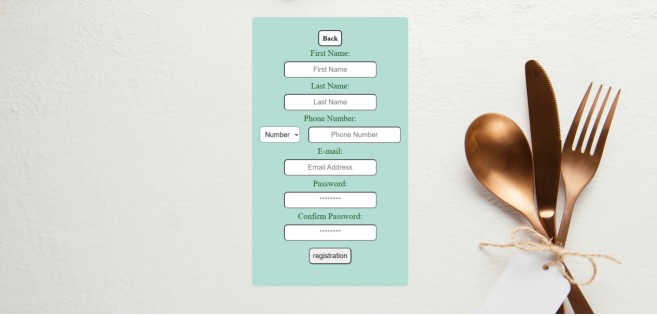 Back
First Name:
First Name
Last Name:
Last Name
Phone Number:
Number Phone Number
E-mail:
Email Address
Password:
********
Confirm Password:
********
registration